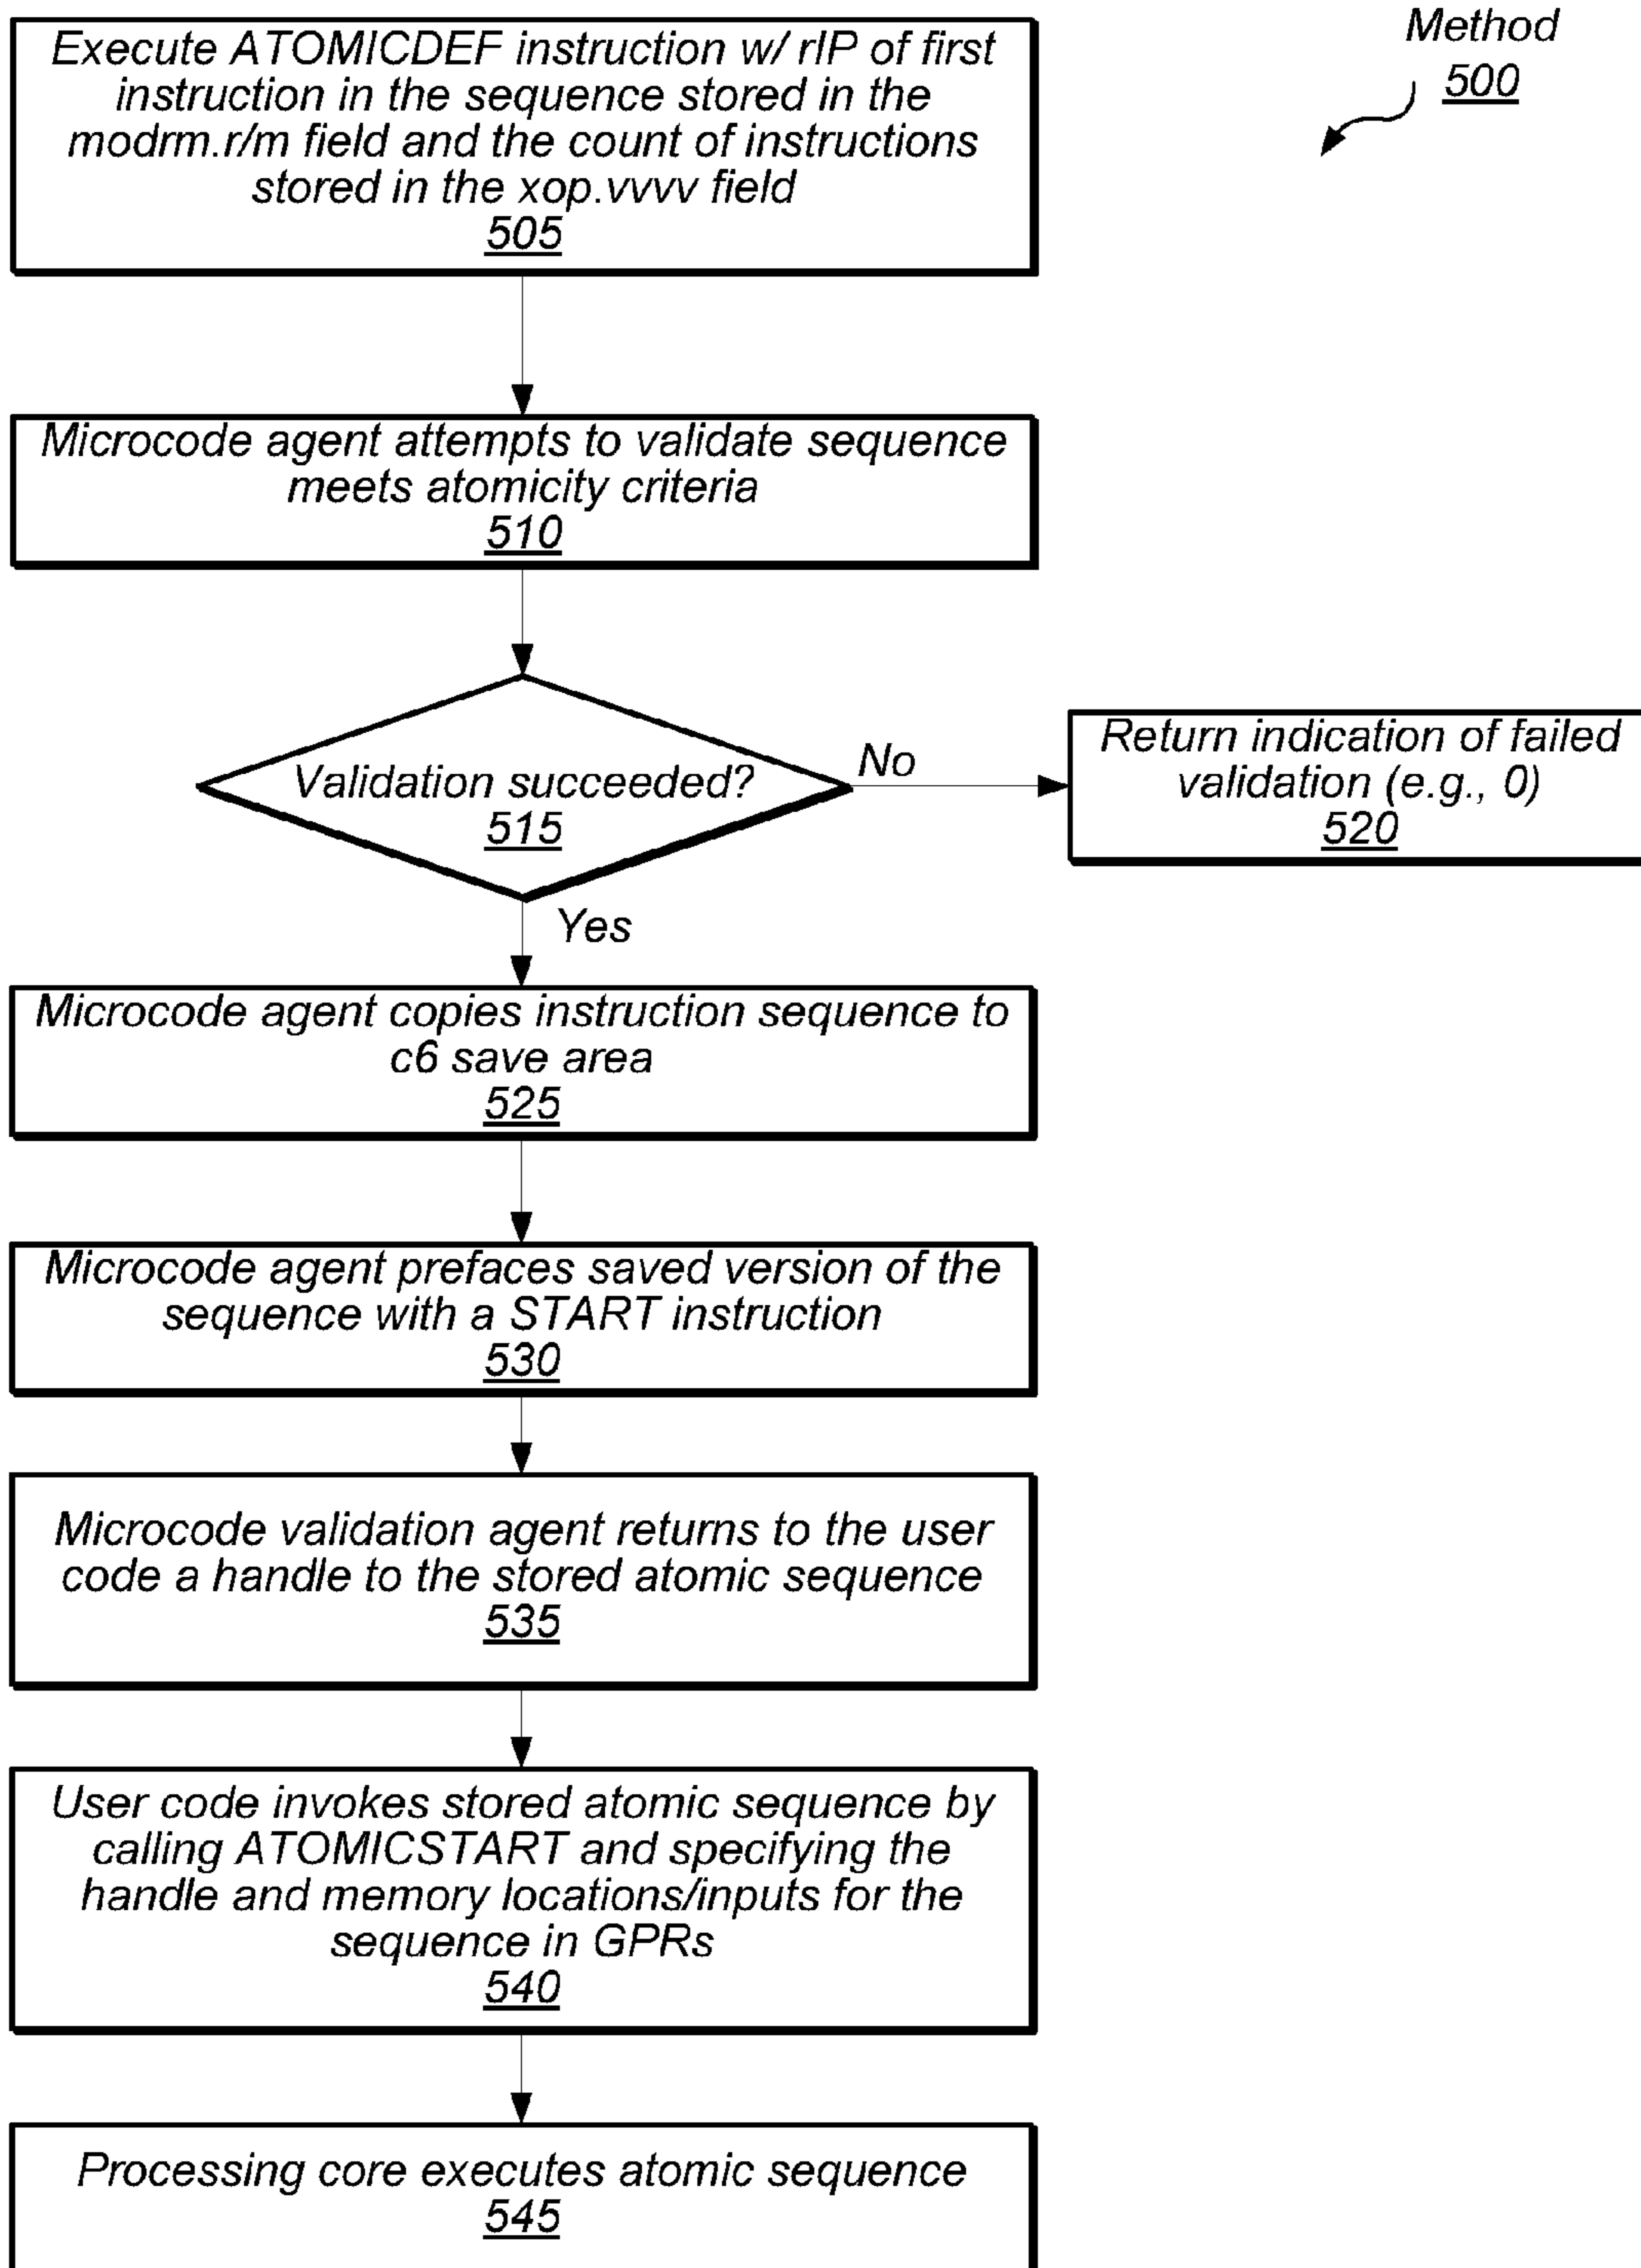 Method
500
Execute ATOMICDEF instruction w/ rIP of first
instruction in the sequence stored in the
modrm.r/m field and the count of instructions
stored in the xop.vvvv field
505
Microcode agent attempts to validate sequence
meets atomicity criteria
510
Validation succeeded?
515
No
Return indication of failed
validation (e.g., 0)
520
Yes
Microcode agent copies instruction sequence to
c6 save area
525
Microcode agent prefaces saved version of the
sequence with a START instruction
530
Microcode validation agent returns to the user
code a handle to the stored atomic sequence
535
User code invokes stored atomic sequence by
calling ATOMICSTART and specifying the
handle and memory locations/inputs for the
sequence in GPRs
540
Processing core executes atomic sequence
545